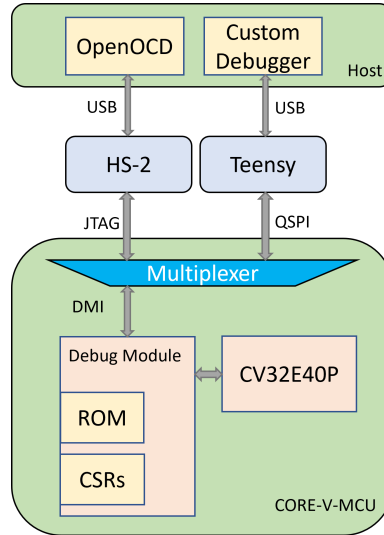 OpenOCD
Custom
Debugger
Host
USB
USB
HS-2
Teensy
JTAG
QSPI
Multiplexer
DMI
Debug Module
CV32E40P
ROM
CSRs
CORE-V-MCU